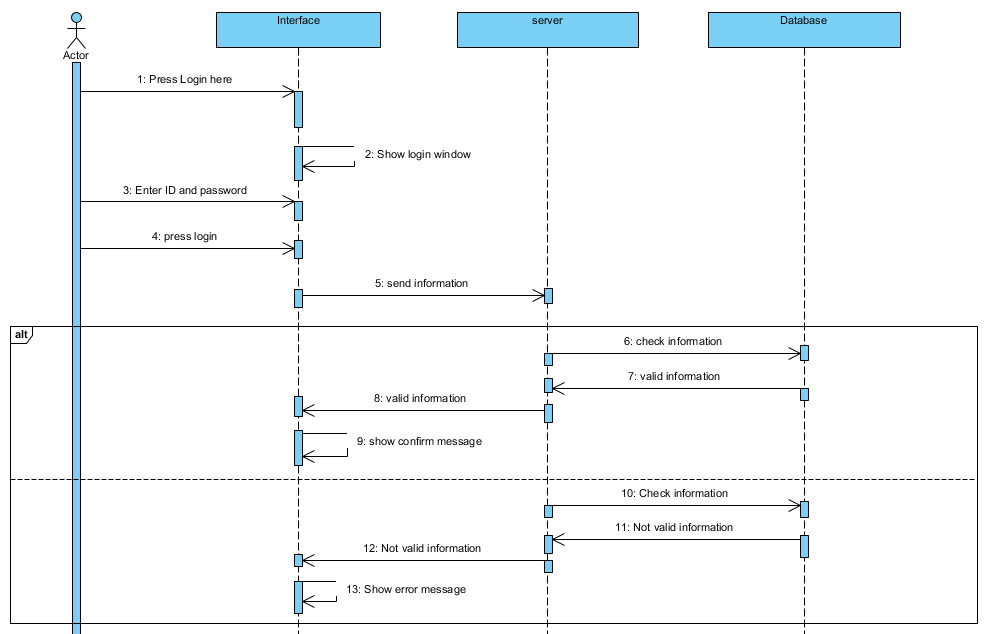 Interface
server
Database
Actor
1: Press Login here
2: Show login window
3: Enter ID and password
4: press login
5: send information
alt
6: check information
7: valid information
8: valid information
9: show confirm message
10: Check information
11: Not valid information
12: Not valid information
13: Show error message